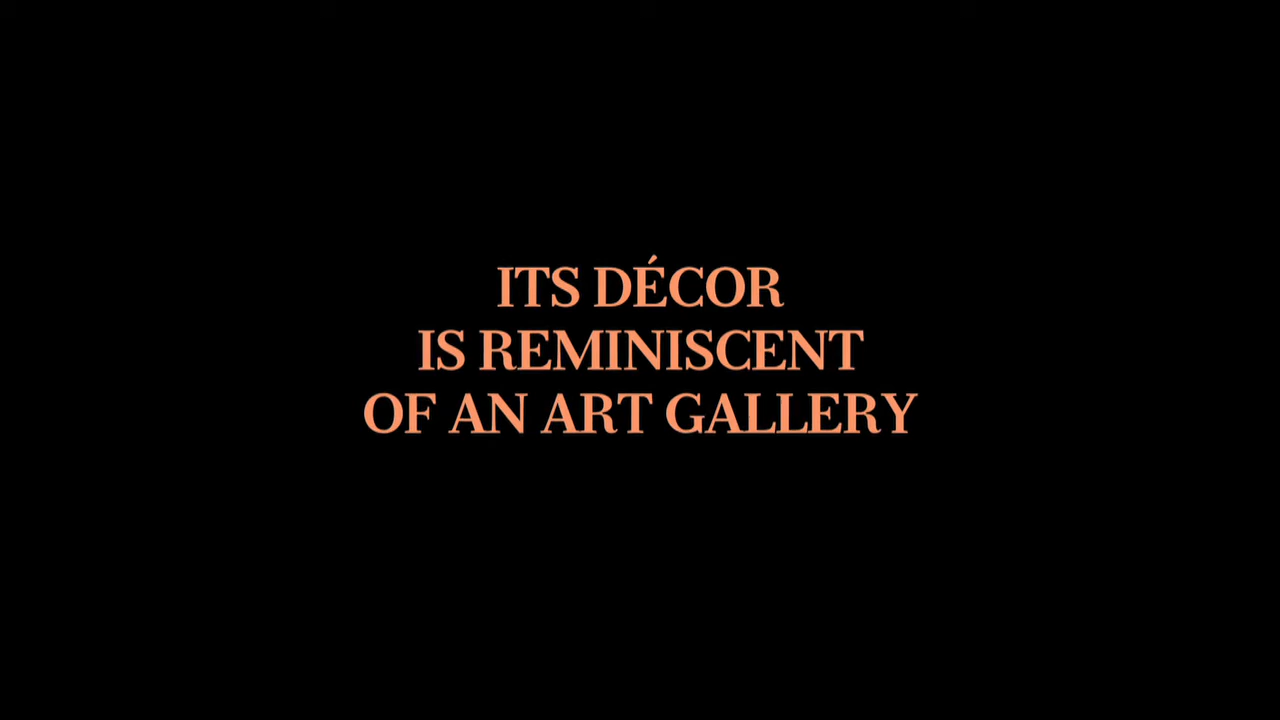 ITS DÉCOR
IS REMINISCENT
OF AN ART GALLERY